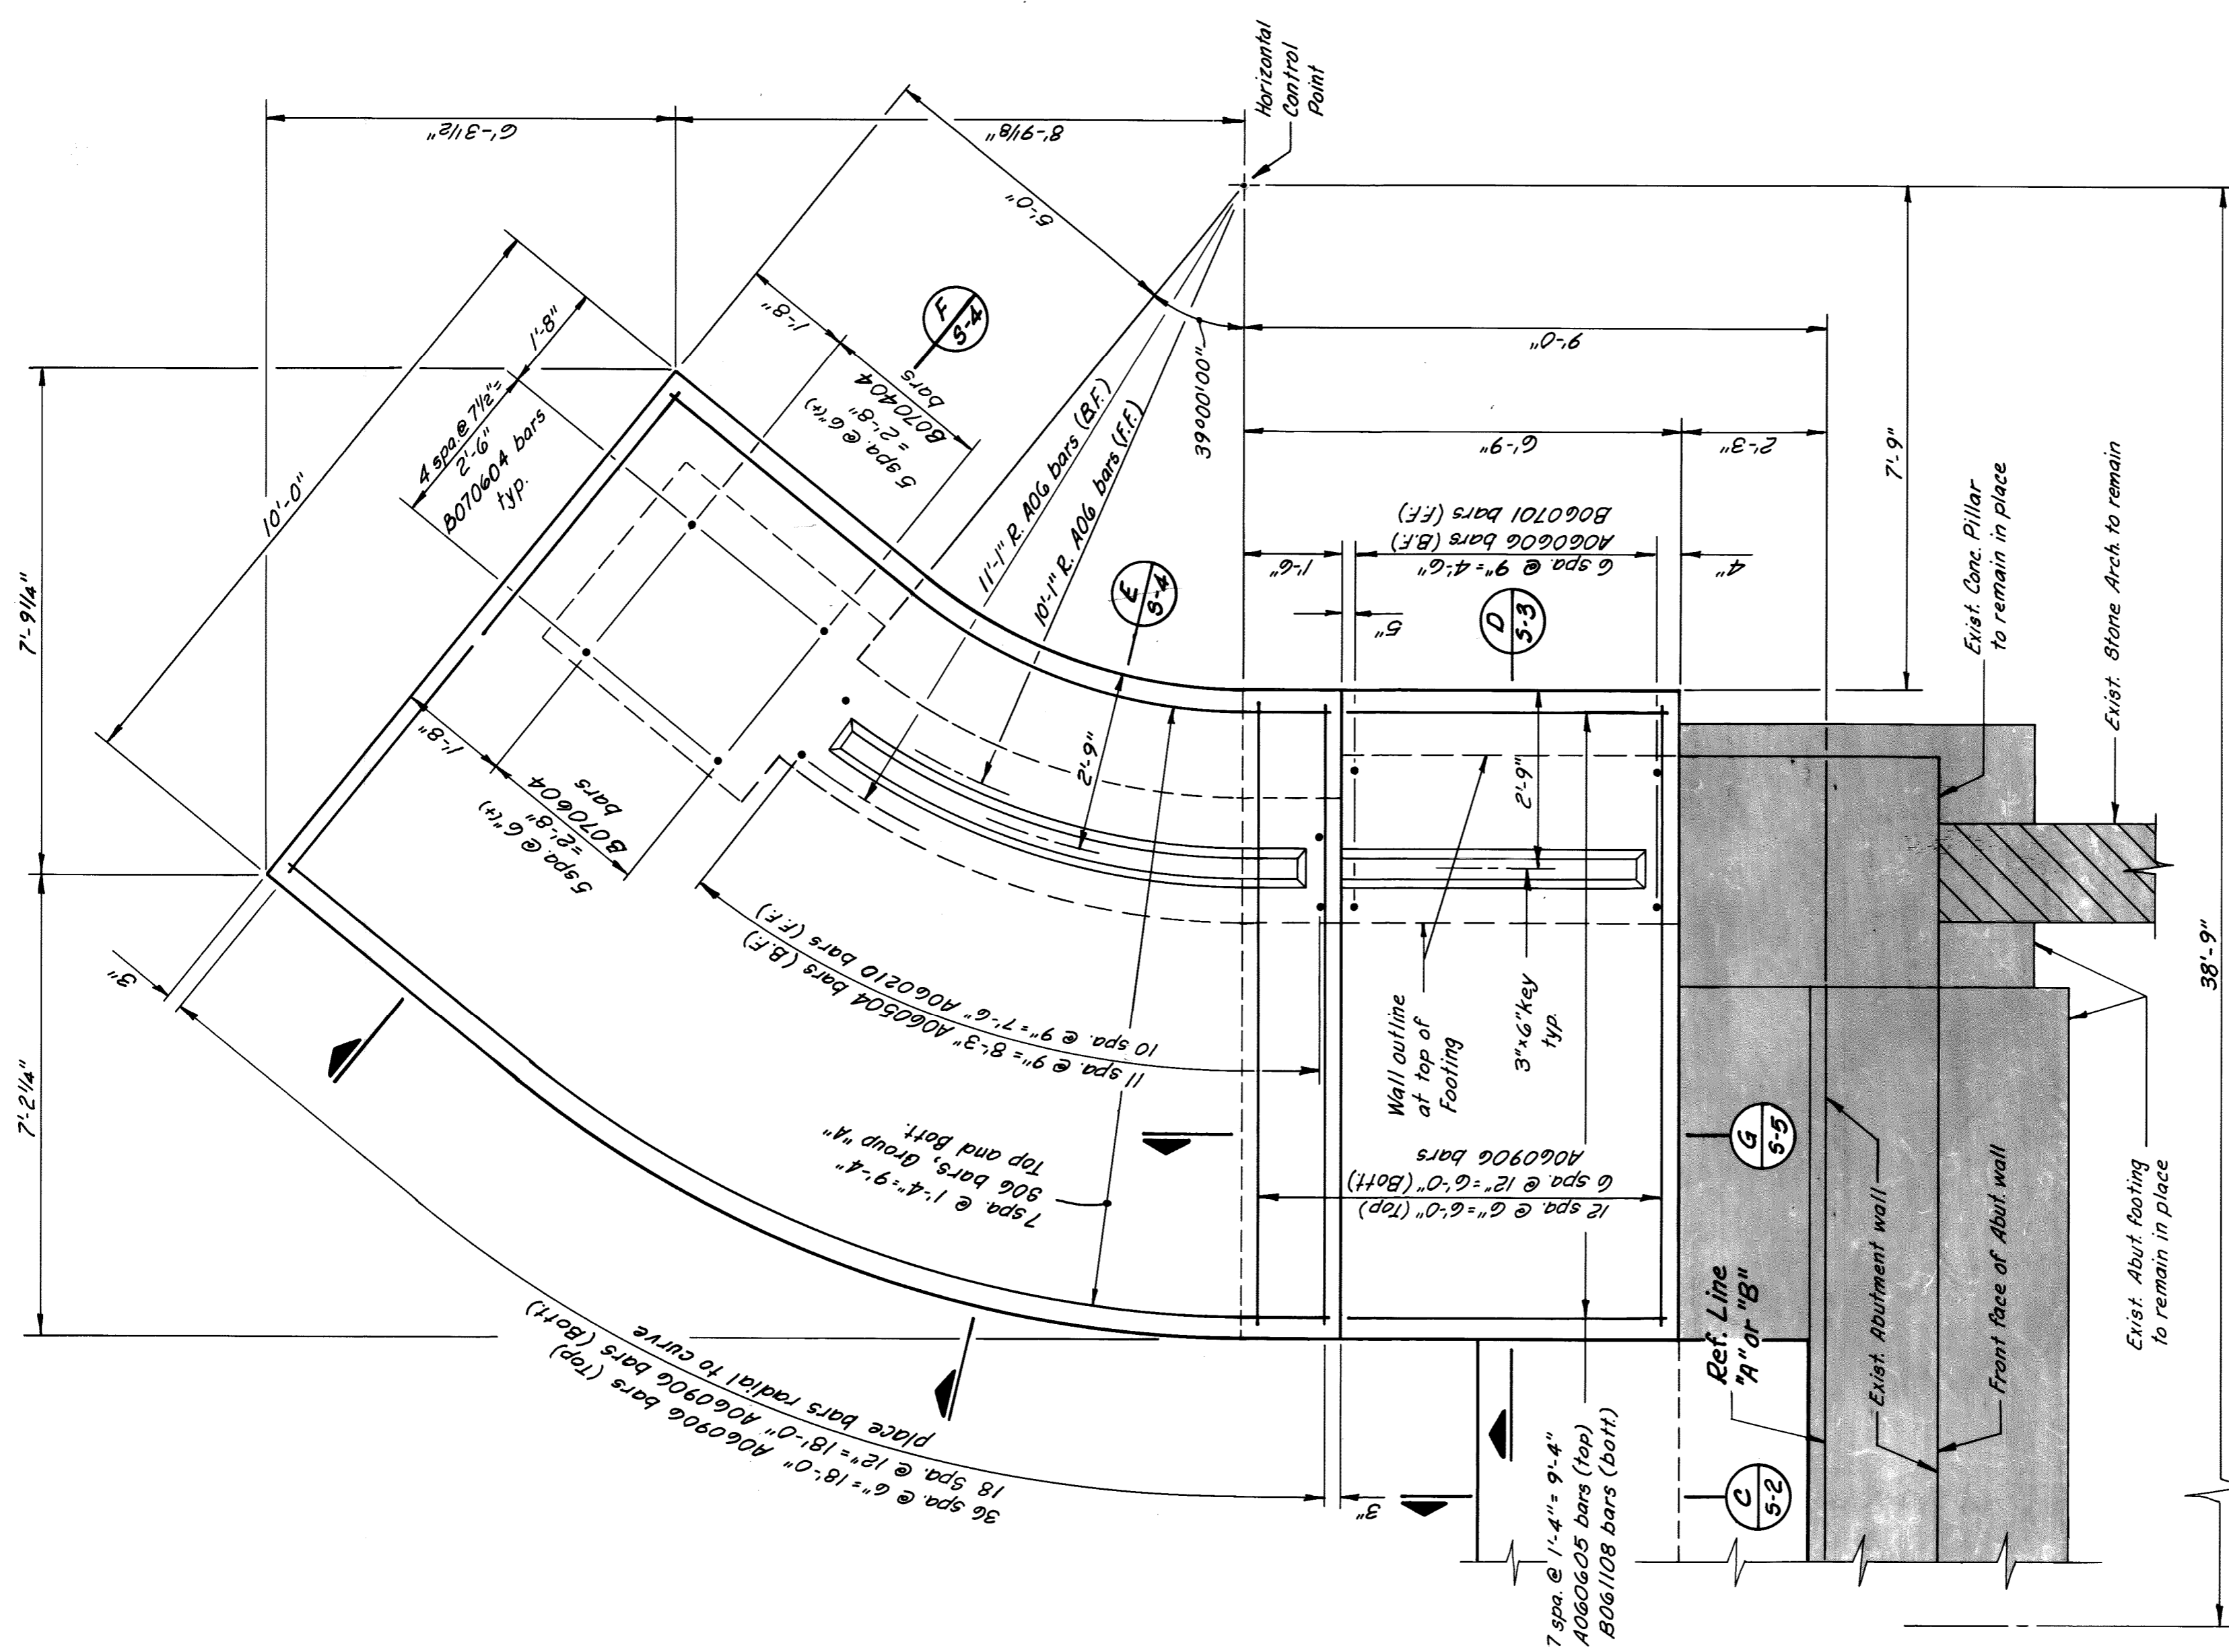 7'-9 1/4"
7'-2 1/4"
10'-0"
6'-3 1/2"
8'-9 1/8"
Horizontal
Control
Point
4 spa. @ 7 1/2" =
2'-6"
B070604 bars
typ.
1'-8"
1'-8"
F
S-4
5 spa. @ 6"(+)
= 2'-8"
B070404
bars
5'-0"
39°00'00"
11'-1" R. A06 bars (B.F.)
10'-1" R. A06 bars (F.F.)
E
S-4
2'-9"
1'-8"
5 spa. @ 6"(+)
= 2'-8"
B070604
bars
3"
11 spa. @ 9" = 8'-3" A060504 bars (B.F.)
10 spa. @ 9" = 7'-6" A060210 bars (F.F.)
7 spa. @ 1'-4" = 9'-4"
S06 bars, Group "A"
Top and Bott.
36 spa. @ 6" = 18'-0" A060906 bars (Top)
18 spa. @ 12" = 18'-0" A060906 bars (Bott.)
place bars radial to curve
3"
9'-0"
6'-9"
2'-3"
1'-6"
6 spa. @ 9" = 4'-6"
A060606 bars (B.F.)
B060701 bars (F.F.)
4"
5"
D
S-3
7'-9"
2'-9"
3"x6" Key
typ.
Wall outline
at top of
Footing
12 spa. @ 6" = 6'-0" (Top)
6 spa. @ 12" = 6'-0" (Bott.)
A060906 bars
G
S-5
C
S-2
7 spa. @ 1'-4" = 9'-4"
A060605 bars (top)
B061108 bars (bott.)
Ref. Line
"A" or "B"
Exist. Abutment wall
Front face of Abut. wall
Exist. Conc. Pillar
to remain in place
Exist. Stone Arch to remain
Exist. Abut. footing
to remain in place
38'-9"